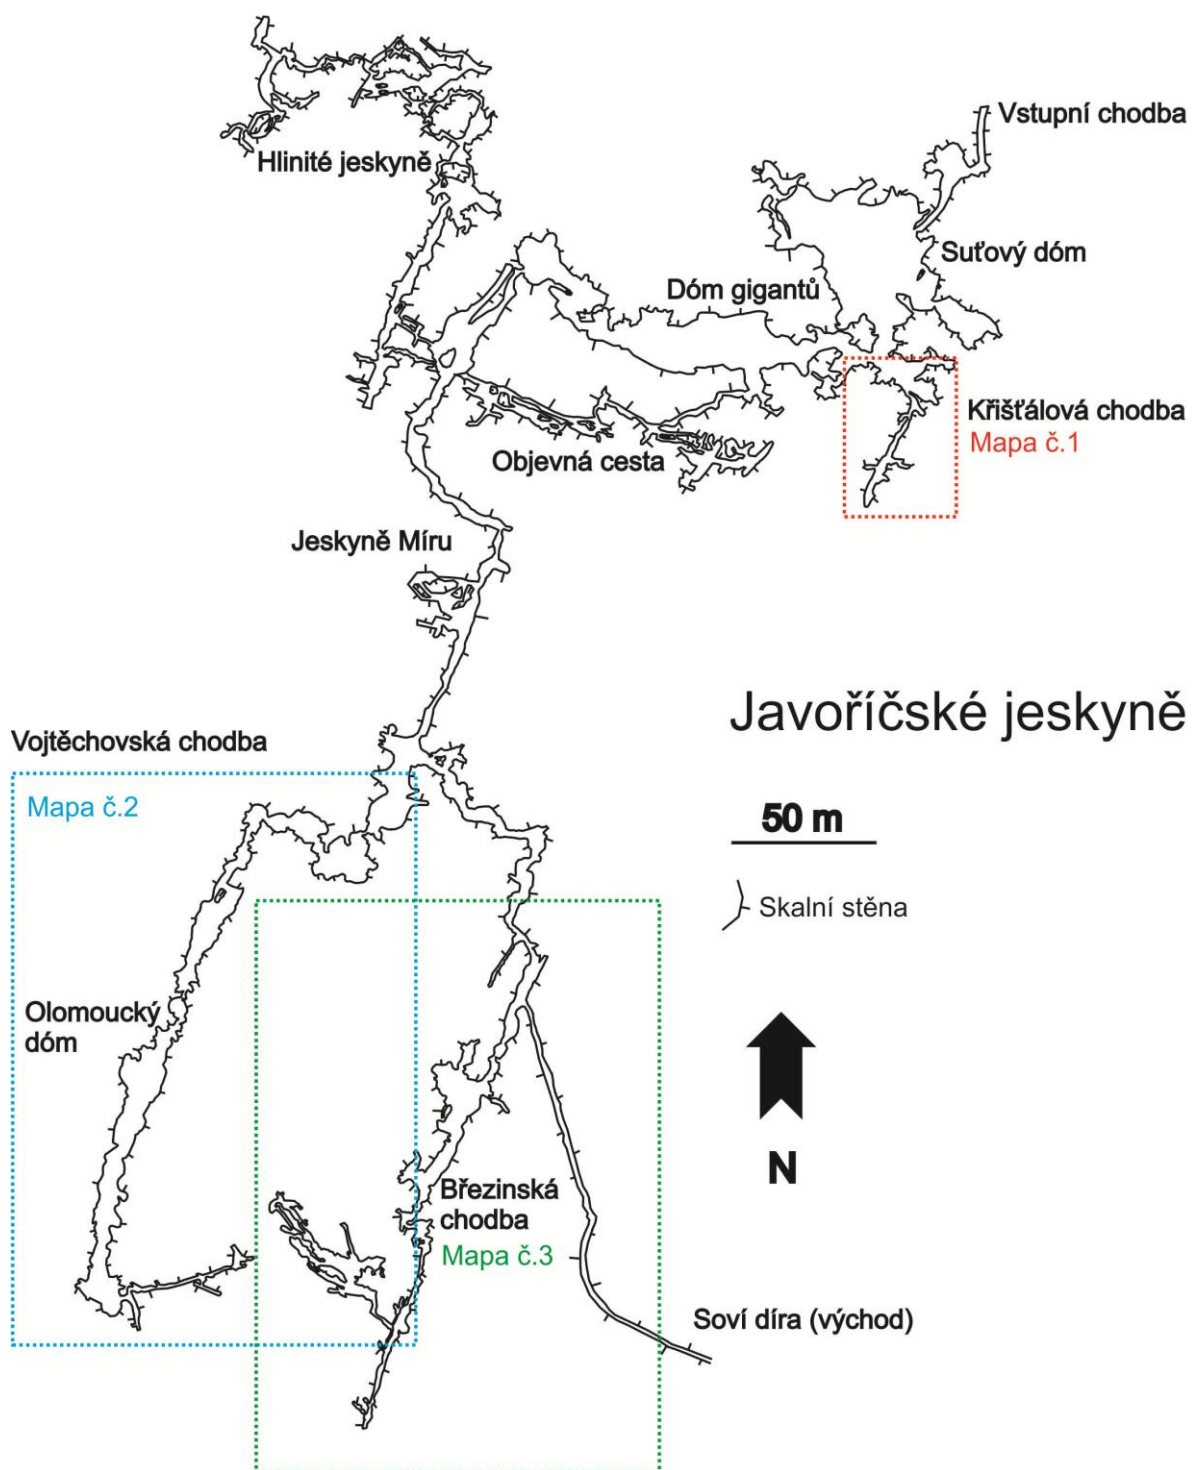 Vstupní chodba
Hlinité jeskyně
Suťový dóm
Dóm gigantů
Křišťálová chodba
Mapa č.1
Objevná cesta
Jeskyně Míru
Javoříčské jeskyně
Vojtěchovská chodba
Mapa č.2
50 m
Skalní stěna
Olomoucký
dóm
N
Březinská
chodba
Mapa č.3
Soví díra (východ)